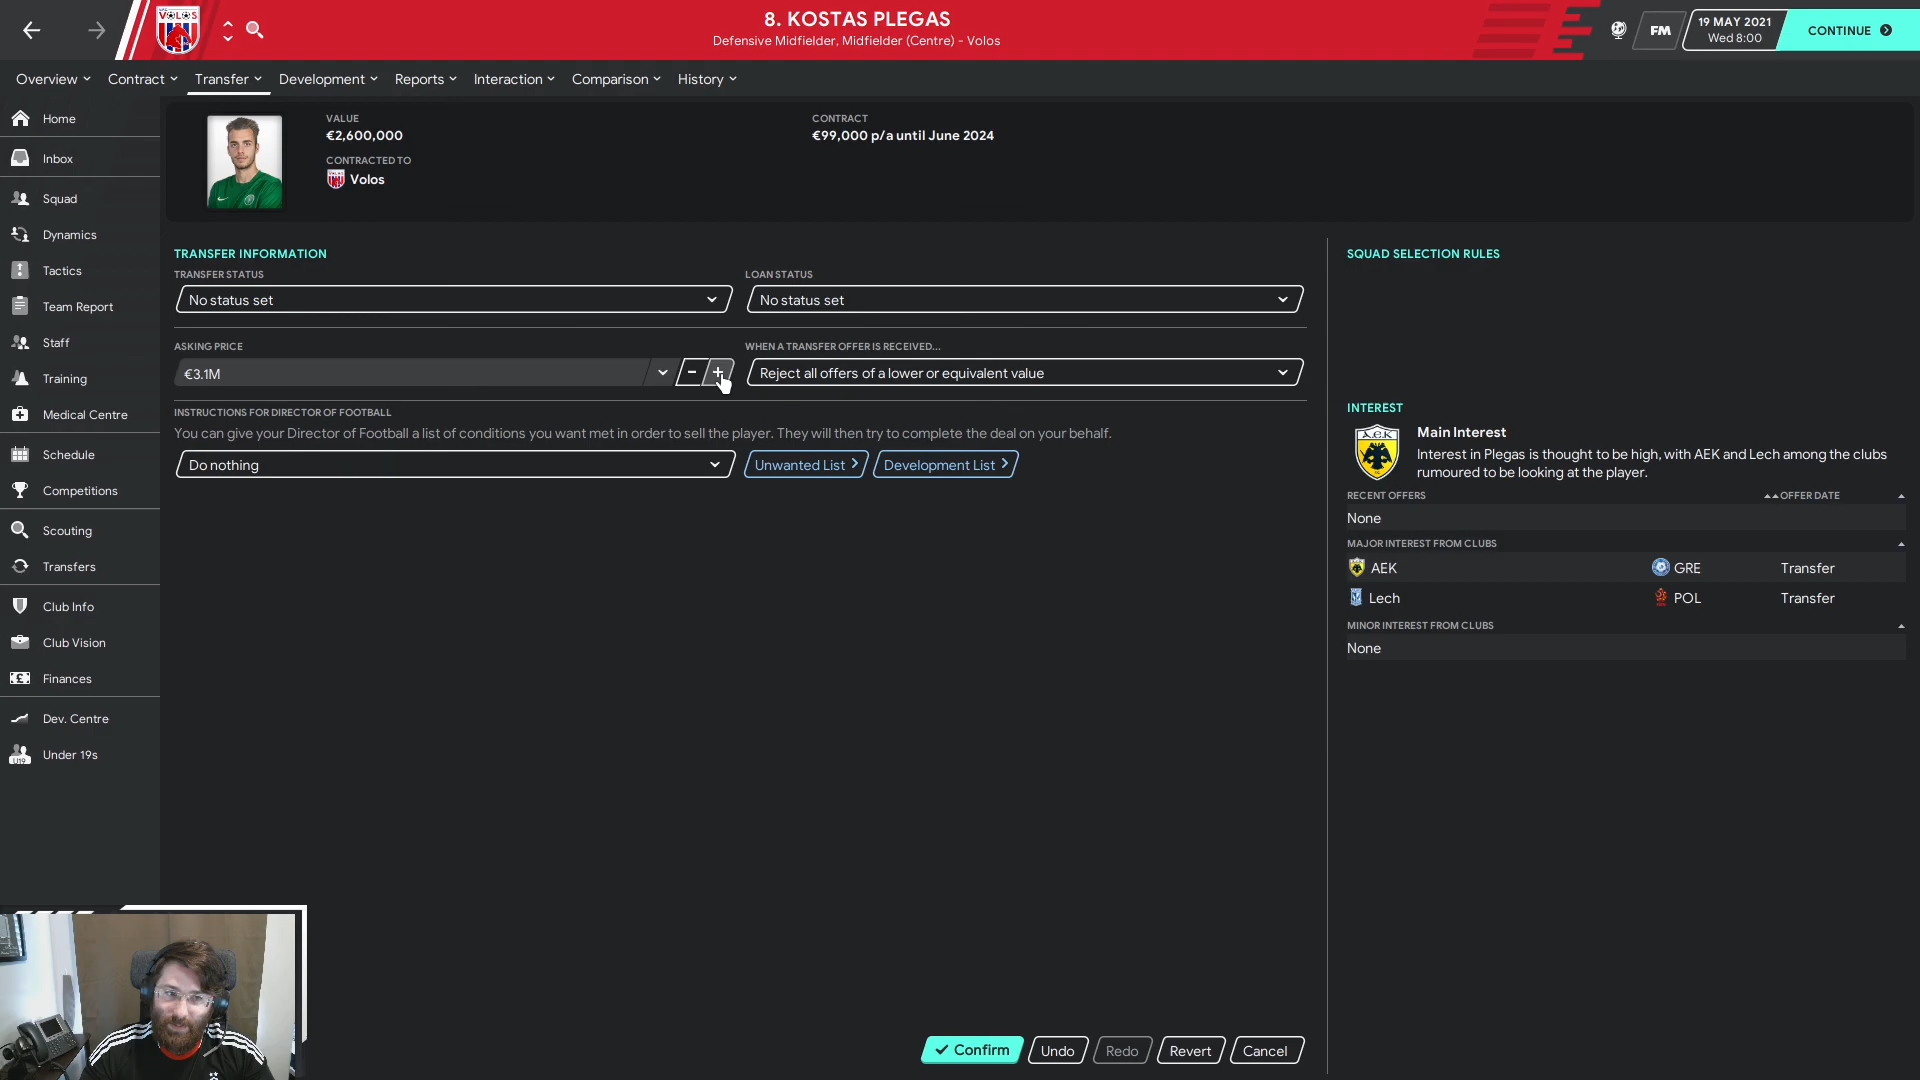 8. KOSTAS PLEGAS
Defensive Midfielder, Midfielder (Centre) - Volos
VOLOS
FM
19 MAY 2021
Wed 8:00
CONTINUE
Overview
Contract
Transfer
Development
Reports
Interaction
Comparison
History
Home
Inbox
Squad
Dynamics
Tactics
Team Report
Staff
Training
Medical Centre
Schedule
Competitions
Scouting
Transfers
Club Info
Club Vision
Finances
Dev. Centre
U19
Under 19s
VALUE
€2,600,000
CONTRACTED TO
Volos
CONTRACT
€99,000 p/a until June 2024
TRANSFER INFORMATION
TRANSFER STATUS
No status set
LOAN STATUS
No status set
ASKING PRICE
€3.1M
WHEN A TRANSFER OFFER IS RECEIVED...
Reject all offers of a lower or equivalent value
INSTRUCTIONS FOR DIRECTOR OF FOOTBALL
You can give your Director of Football a list of conditions you want met in order to sell the player. They will then try to complete the deal on your behalf.
Do nothing
Unwanted List
Development List
SQUAD SELECTION RULES
INTEREST
Main Interest
Interest in Plegas is thought to be high, with AEK and Lech among the clubs
rumoured to be looking at the player.
RECENT OFFERS
OFFER DATE
None
MAJOR INTEREST FROM CLUBS
AEK GRE Transfer
Lech POL Transfer
MINOR INTEREST FROM CLUBS
None
Confirm
Undo
Redo
Revert
Cancel